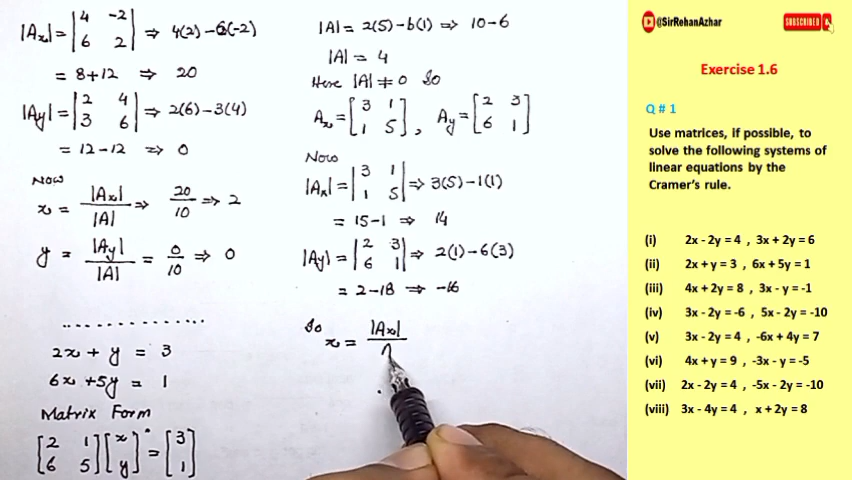 |Ax| = |4 -2
6 2| ⇒ 4(2)-6(-2)
= 8+12 ⇒ 20
|Ay| = |2 4
3 6| ⇒ 2(6)-3(4)
= 12-12 ⇒ 0
Now
x = |Ax|/|A| ⇒ 20/10 ⇒ 2
y = |Ay|/|A| = 0/10 ⇒ 0
..................
2x + y = 3
6x + 5y = 1
Matrix Form
[2 1
6 5] [x
y] = [3
1]
|A| = 2(5)-6(1) ⇒ 10-6
|A| = 4
Here |A| ≠ 0 So
Ax = [3 1
1 5] , Ay = [2 3
6 1]
Now
|Ax| = |3 1
1 5| ⇒ 3(5)-1(1)
= 15-1 ⇒ 14
|Ay| = |2 3
6 1| ⇒ 2(1)-6(3)
= 2-18 ⇒ -16
So
x = |Ax|
@SirRehanAzhar
SUBSCRIBED
Exercise 1.6
Q # 1
Use matrices, if possible, to
solve the following systems of
linear equations by the
Cramer's rule.
(i) 2x - 2y = 4 , 3x + 2y = 6
(ii) 2x + y = 3 , 6x + 5y = 1
(iii) 4x + 2y = 8 , 3x - y = -1
(iv) 3x - 2y = -6 , 5x - 2y = -10
(v) 3x - 2y = 4 , -6x + 4y = 7
(vi) 4x + y = 9 , -3x - y = -5
(vii) 2x - 2y = 4 , -5x - 2y = -10
(viii) 3x - 4y = 4 , x + 2y = 8